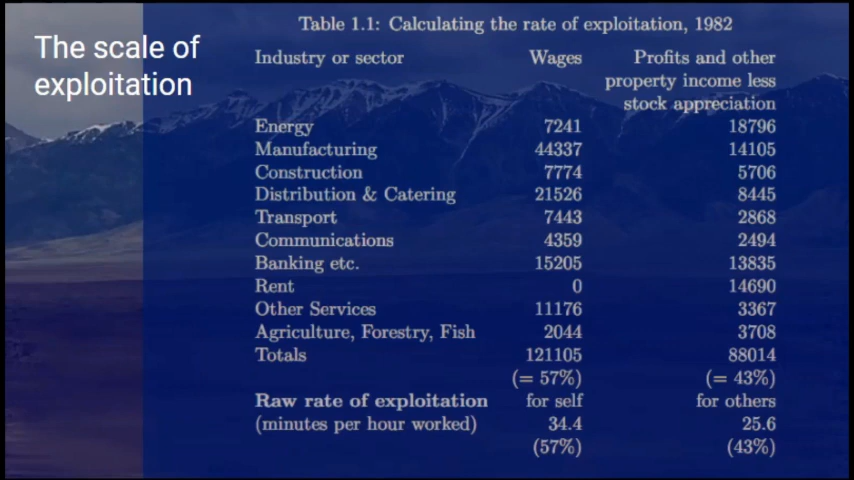 The scale of
exploitation
Table 1.1: Calculating the rate of exploitation, 1982
Industry or sector Wages Profits and other
property income less
stock appreciation
Energy 7241 18796
Manufacturing 44337 14105
Construction 7774 5706
Distribution & Catering 21526 8445
Transport 7443 2868
Communications 4359 2494
Banking etc. 15205 13835
Rent 0 14690
Other Services 11176 3367
Agriculture, Forestry, Fish 2044 3708
Totals 121105 88014
(= 57%) (= 43%)
Raw rate of exploitation for self for others
(minutes per hour worked) 34.4 25.6
(57%) (43%)